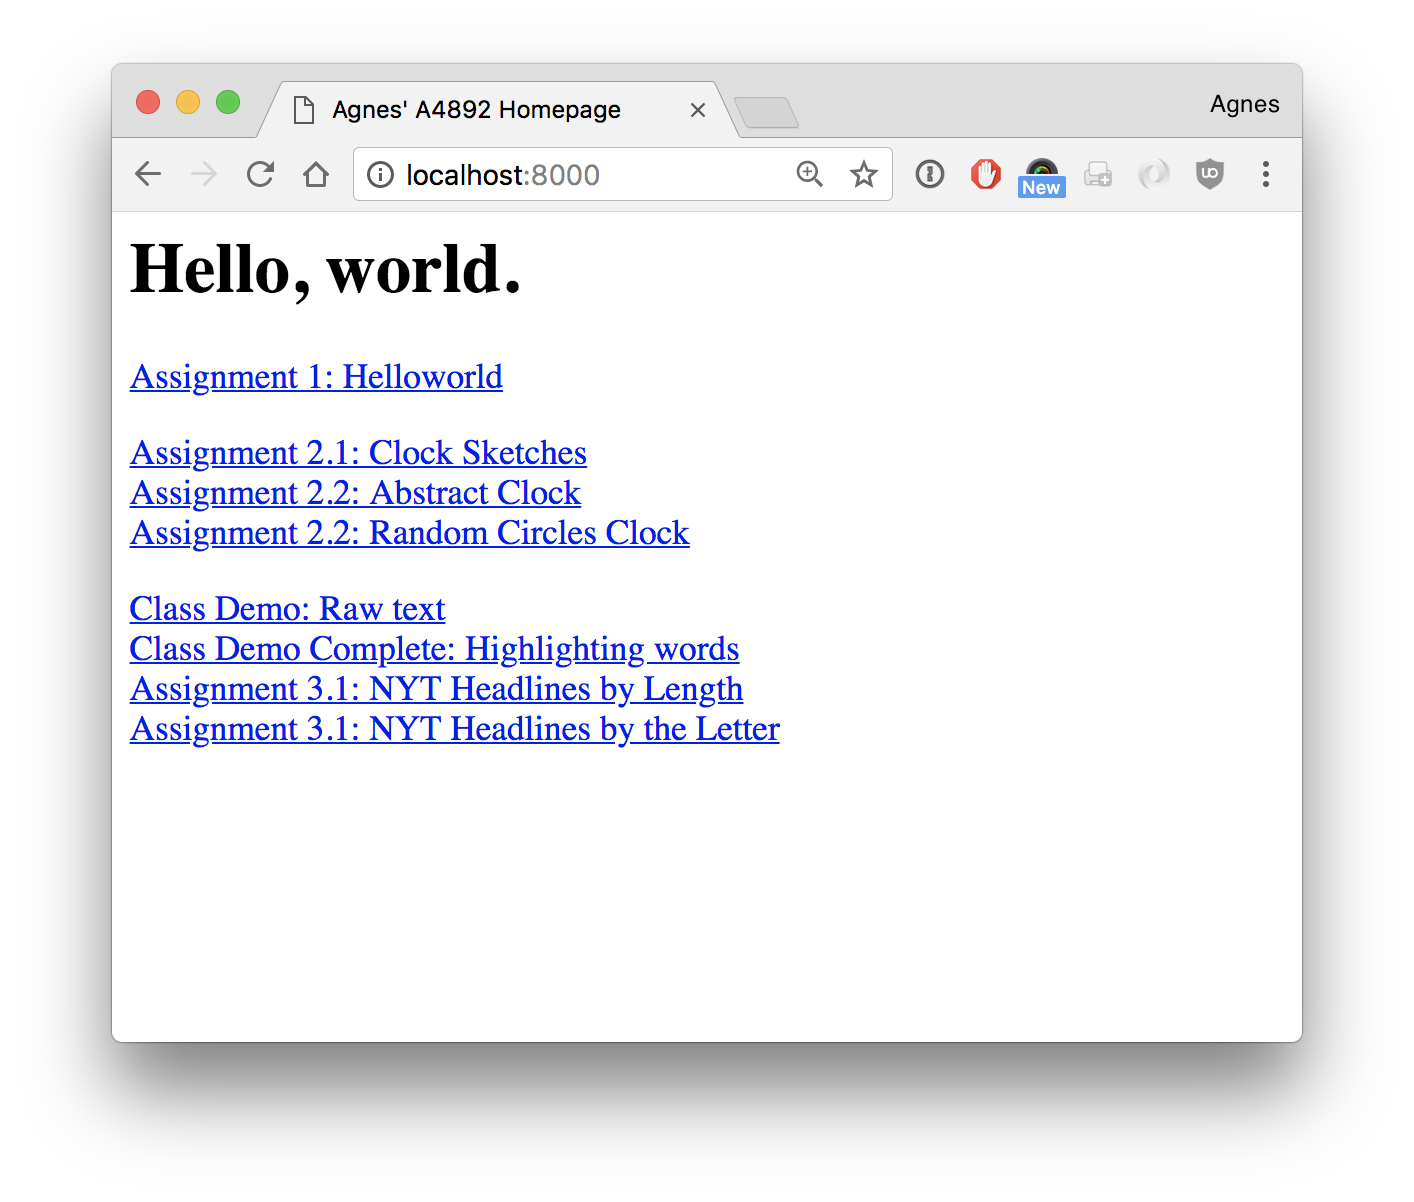 Agnes' A4892 Homepage
Agnes
localhost:8000
New
UO
Hello, world.
Assignment 1: Helloworld
Assignment 2.1: Clock Sketches
Assignment 2.2: Abstract Clock
Assignment 2.2: Random Circles Clock
Class Demo: Raw text
Class Demo Complete: Highlighting words
Assignment 3.1: NYT Headlines by Length
Assignment 3.1: NYT Headlines by the Letter